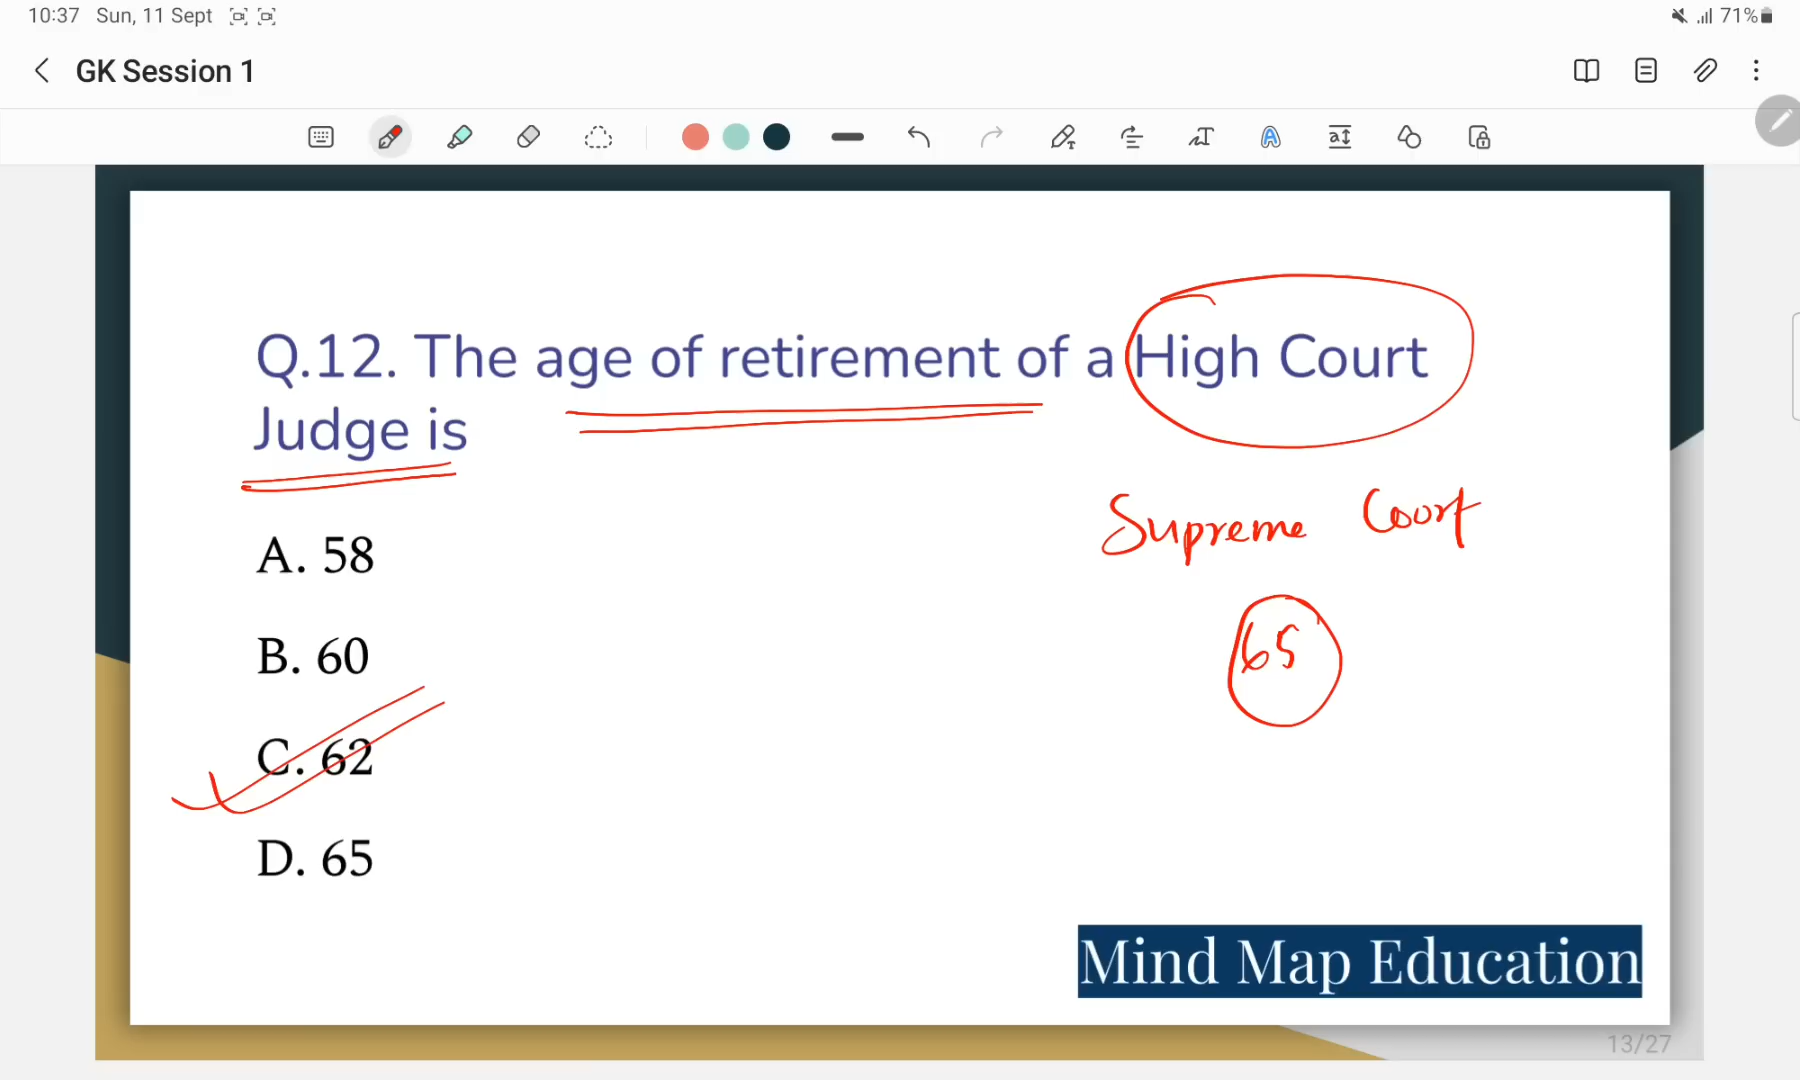 10:37 Sun, 11 Sept 71%
GK Session 1
Q.12. The age of retirement of a High Court
Judge is
Supreme Court
A. 58
65
B. 60
C. 62
D. 65
Mind Map Education
13/27